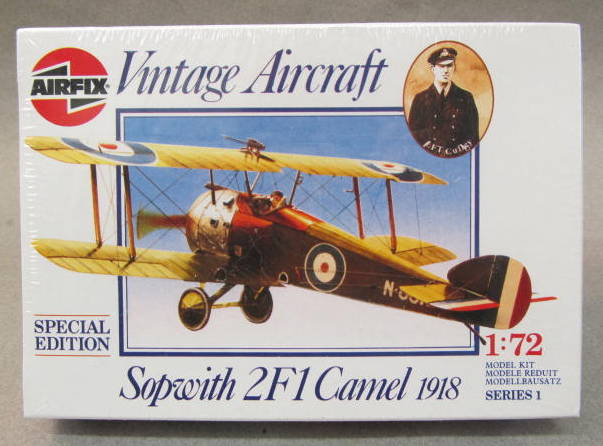 AIRFIX
Vintage Aircraft
SPECIAL
EDITION
1:72
MODEL KIT
MODELE REDUIT
MODELLBAUSATZ
SERIES 1
Sopwith 2F1 Camel 1918